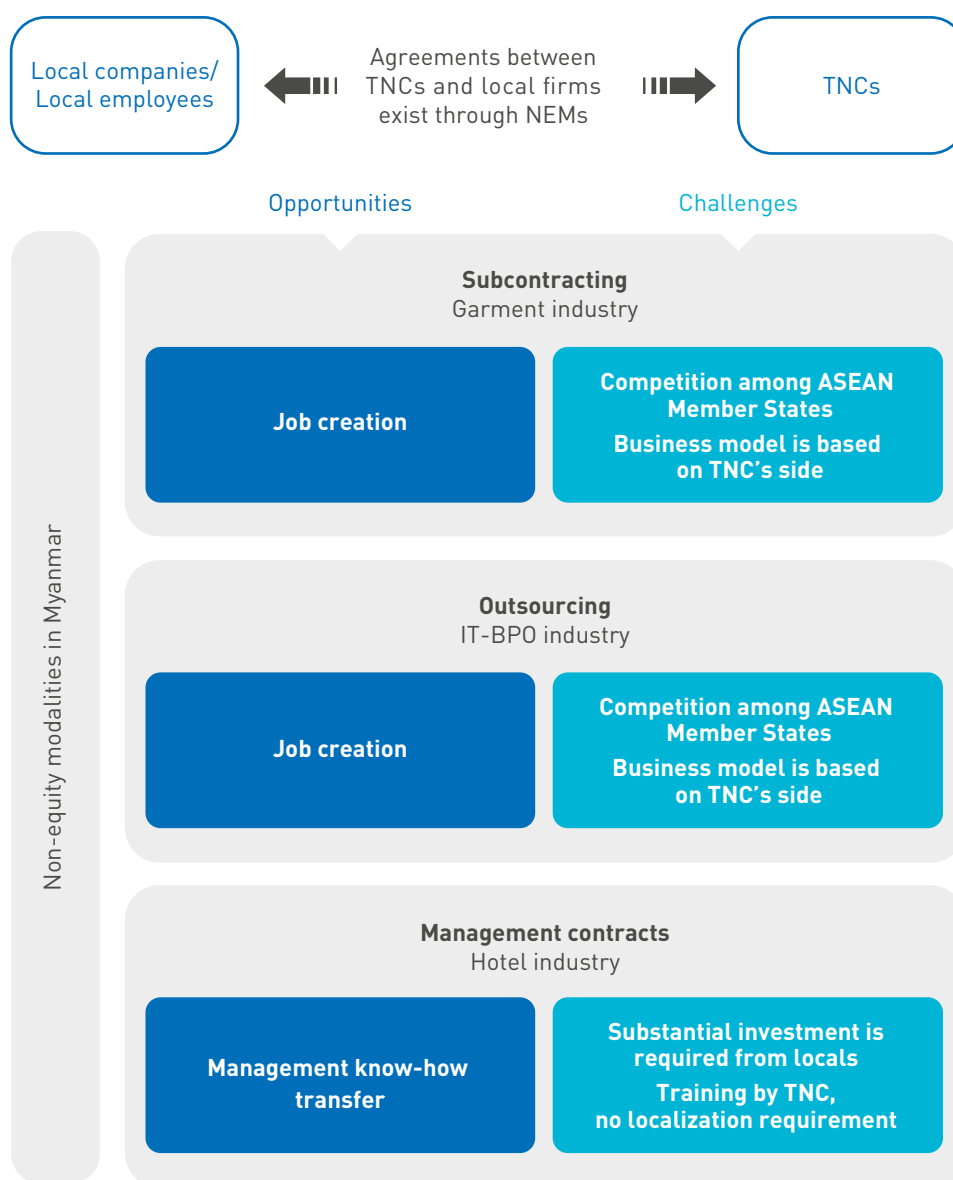 Local companies/
Local employees
Agreements between
TNCs and local firms
exist through NEMs
TNCs
Opportunities
Challenges
Non-equity modalities in Myanmar
Subcontracting
Garment industry
Job creation
Competition among ASEAN
Member States
Business model is based
on TNC's side
Outsourcing
IT-BPO industry
Job creation
Competition among ASEAN
Member States
Business model is based
on TNC's side
Management contracts
Hotel industry
Management know-how
transfer
Substantial investment is
required from locals
Training by TNC,
no localization requirement